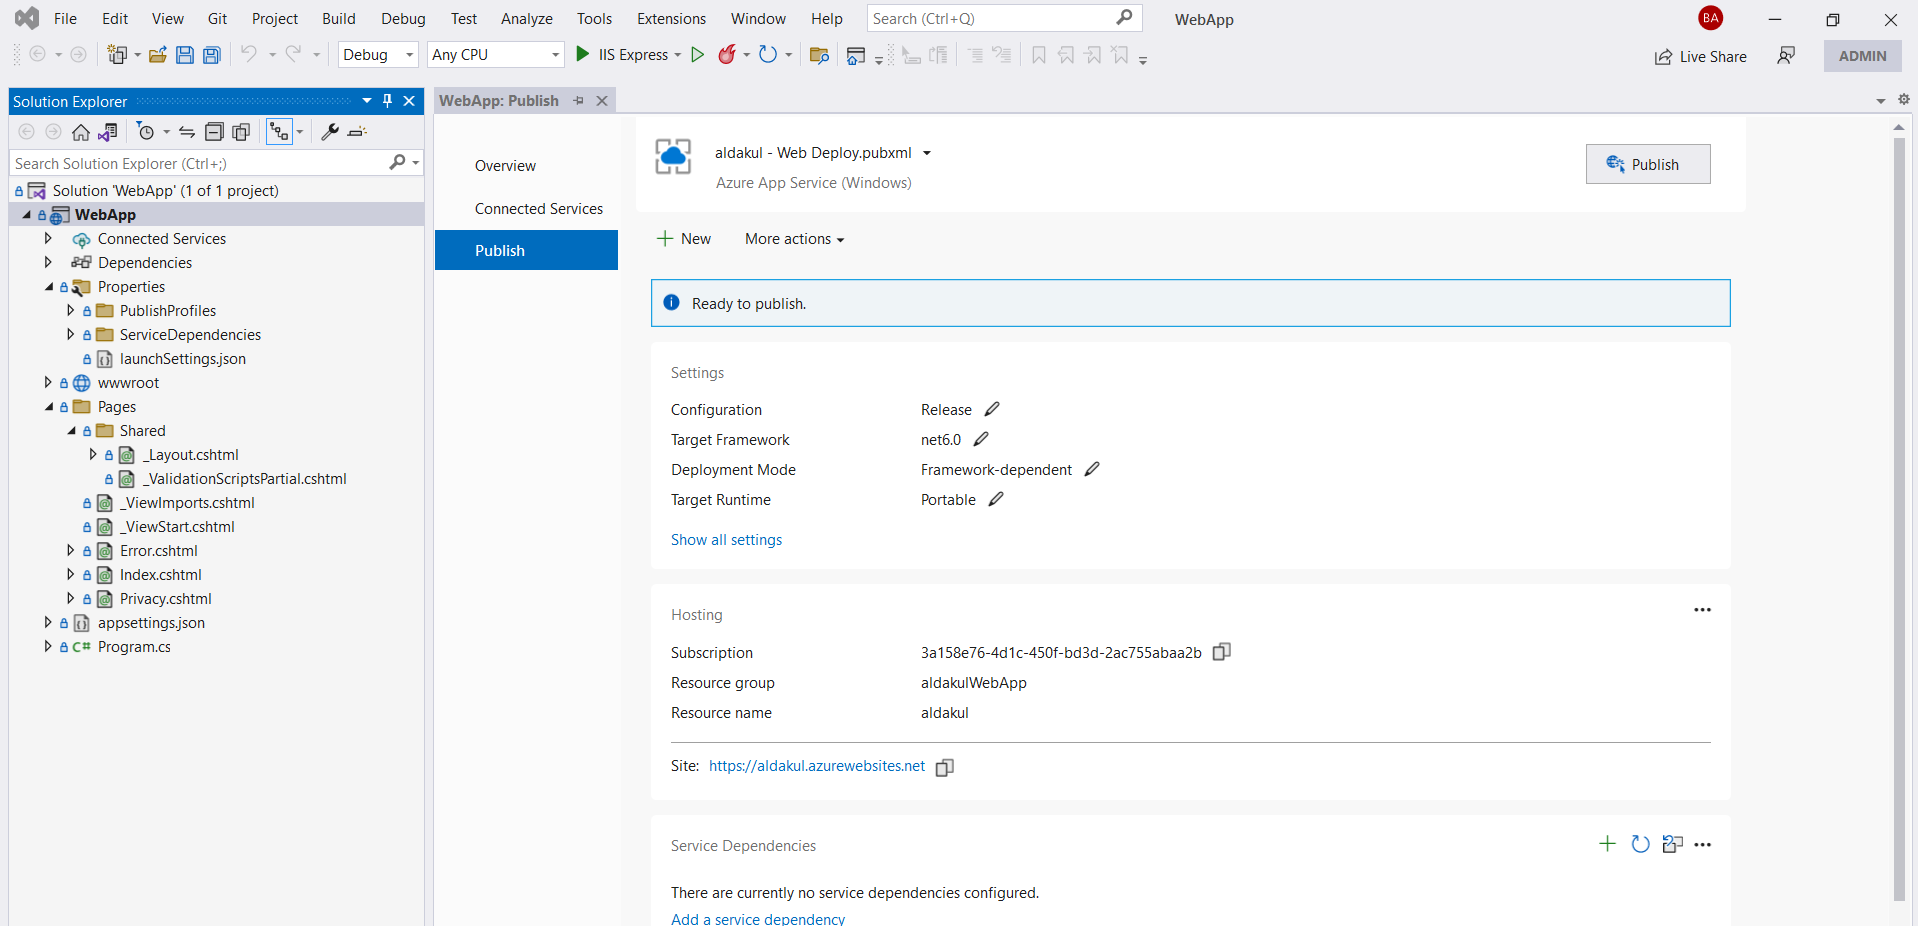 File Edit View Git Project Build Debug Test Analyze Tools Extensions Window Help Search (Ctrl+Q) WebApp BA
Debug Any CPU IIS Express Live Share ADMIN
Solution Explorer
Search Solution Explorer (Ctrl+;)
Solution 'WebApp' (1 of 1 project)
WebApp
Connected Services
Dependencies
Properties
PublishProfiles
ServiceDependencies
launchSettings.json
wwwroot
Pages
Shared
_Layout.cshtml
_ValidationScriptsPartial.cshtml
_ViewImports.cshtml
_ViewStart.cshtml
Error.cshtml
Index.cshtml
Privacy.cshtml
appsettings.json
C# Program.cs
WebApp: Publish
Overview
Connected Services
Publish
aldakul - Web Deploy.pubxml
Azure App Service (Windows)
Publish
New More actions
Ready to publish.
Settings
Configuration Release
Target Framework net6.0
Deployment Mode Framework-dependent
Target Runtime Portable
Show all settings
Hosting
Subscription 3a158e76-4d1c-450f-bd3d-2ac755abaa2b
Resource group aldakulWebApp
Resource name aldakul
Site: https://aldakul.azurewebsites.net
Service Dependencies
There are currently no service dependencies configured.
Add a service dependency